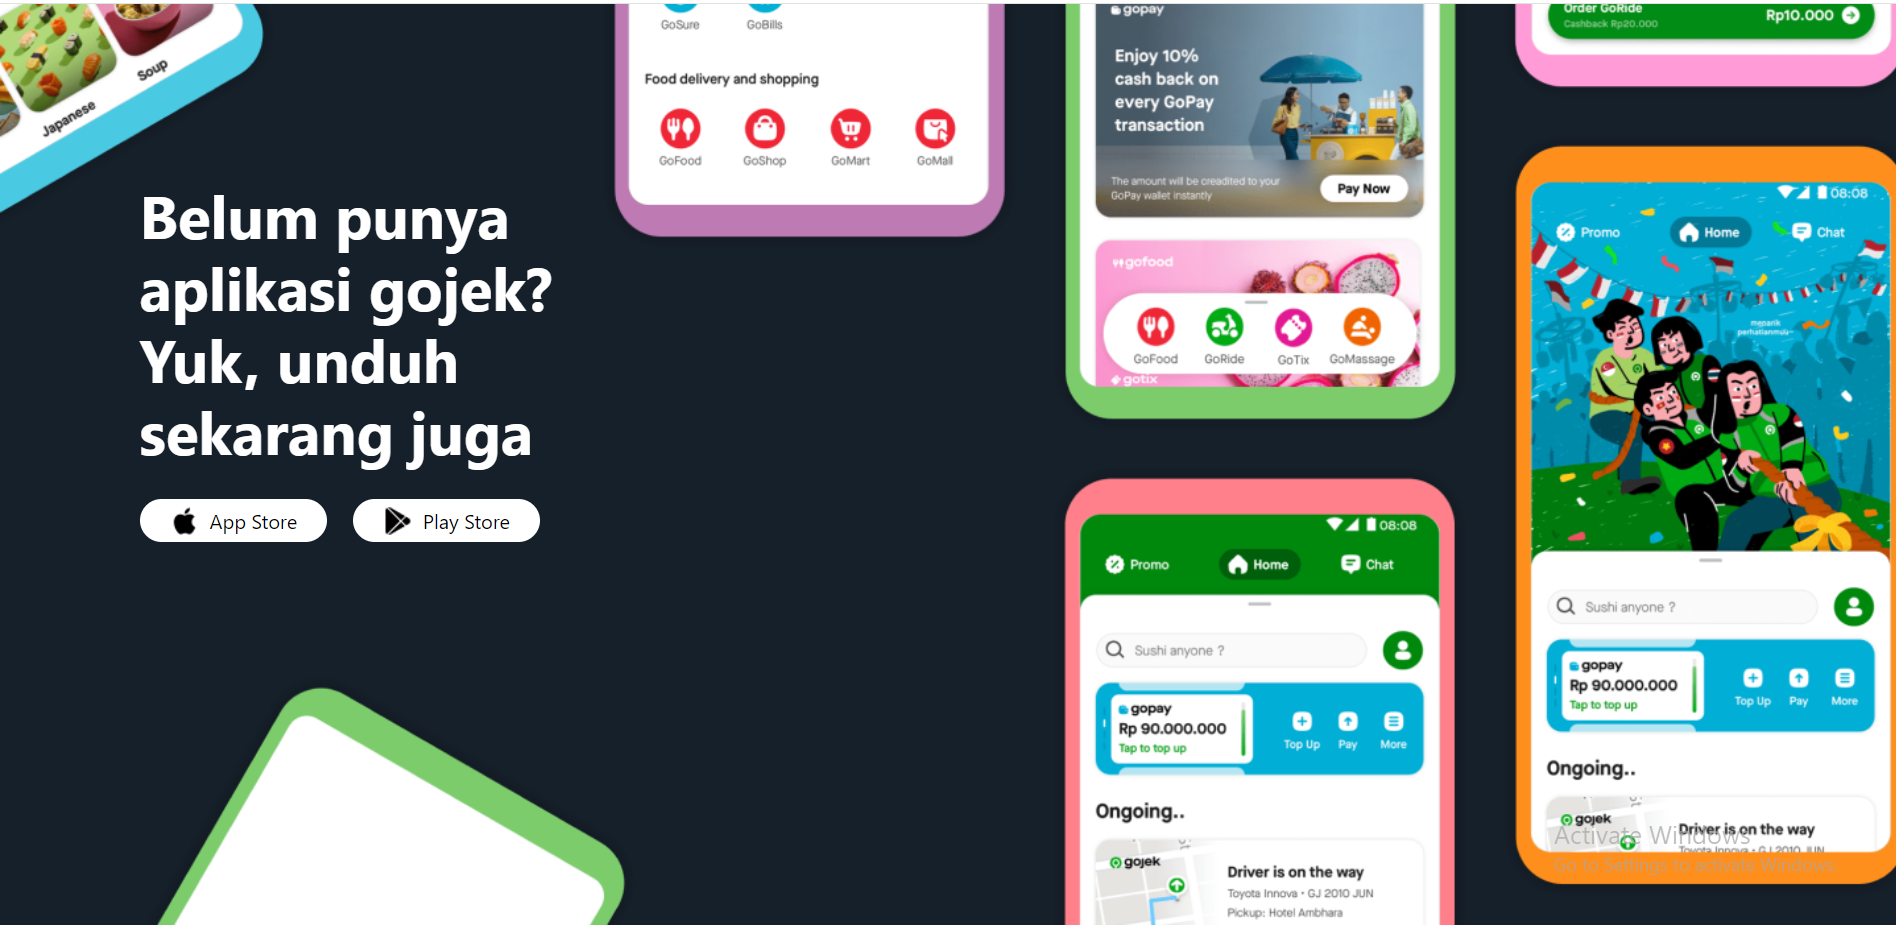 Soup
Japanese
Belum punya
aplikasi gojek?
Yuk, unduh
sekarang juga
App Store
Play Store
GoSure
GoBills
Food delivery and shopping
GoFood
GoShop
GoMart
GoMall
gopay
Enjoy 10%
cash back on
every GoPay
transaction
The amount will be creadited to your
GoPay wallet instantly
Pay Now
gofood
GoFood
GoRide
GoTix
GoMassage
gotix
08:08
Promo
Home
Chat
Sushi anyone ?
gopay
Rp 90.000.000
Tap to top up
Top Up
Pay
More
Ongoing..
gojek
Driver is on the way
Toyota Innova • GJ 2010 JUN
Pickup: Hotel Ambhara
Order GoRide
Cashback Rp20.000
Rp10.000
08:08
Promo
Home
Chat
menarik
perhatianmu~
Sushi anyone ?
gopay
Rp 90.000.000
Tap to top up
Top Up
Pay
More
Ongoing..
gojek
Driver is on the way
Toyota Innova • GJ 2010 JUN
Activate Windows
Go to Settings to activate Windows.